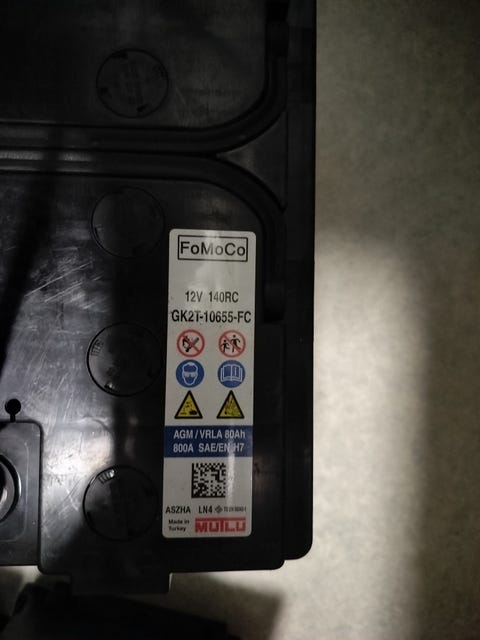 FoMoCo
12V 140RC
GK2T-10655-FC
AGM / VRLA 80Ah
800A SAE/EN H7
ASZHA LN4
Made in
Turkey
MUTLU